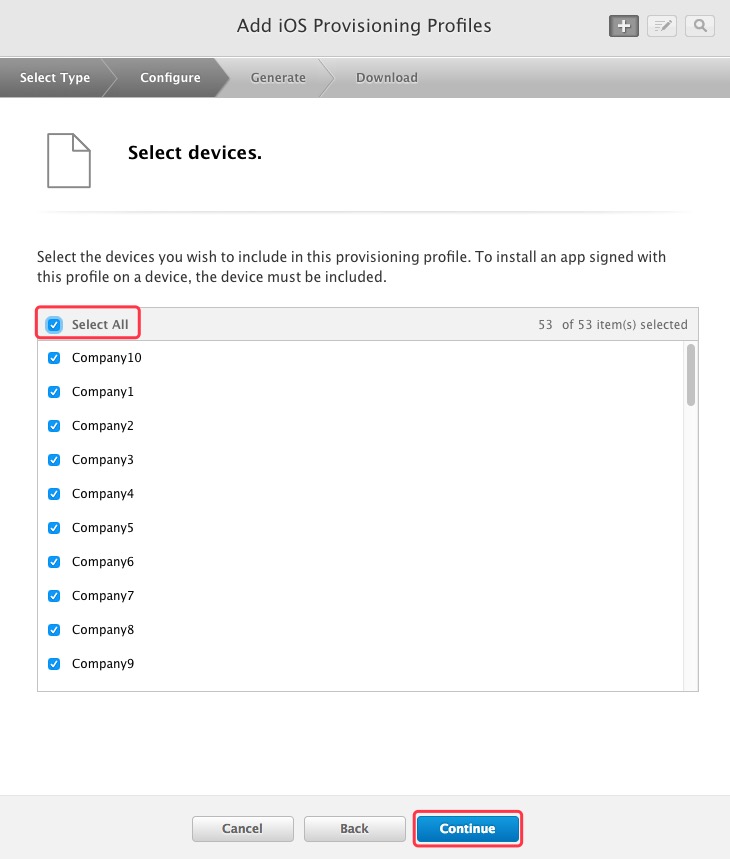 Add iOS Provisioning Profiles
Select Type
Configure
Generate
Download
Select devices.
Select the devices you wish to include in this provisioning profile. To install an app signed with
this profile on a device, the device must be included.
Select All
53 of 53 item(s) selected
Company10
Company1
Company2
Company3
Company4
Company5
Company6
Company7
Company8
Company9
Cancel
Back
Continue